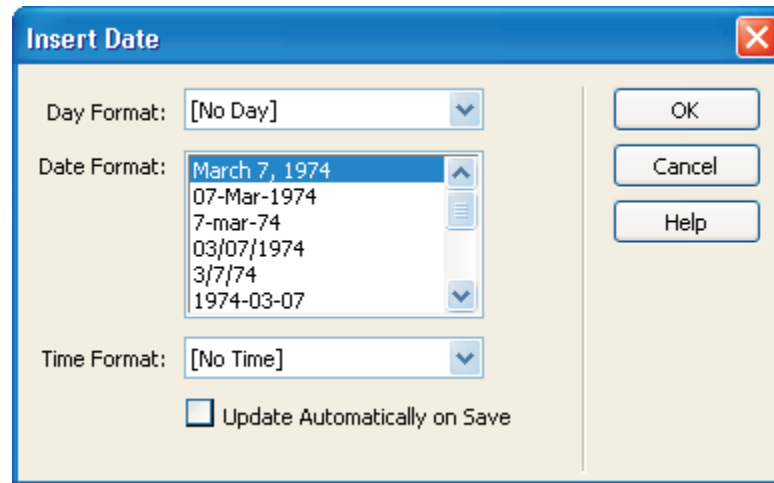 Insert Date
Day Format: [No Day]
OK
Date Format: March 7, 1974
Cancel
07-Mar-1974
7-mar-74
Help
03/07/1974
3/7/74
1974-03-07
Time Format: [No Time]
Update Automatically on Save